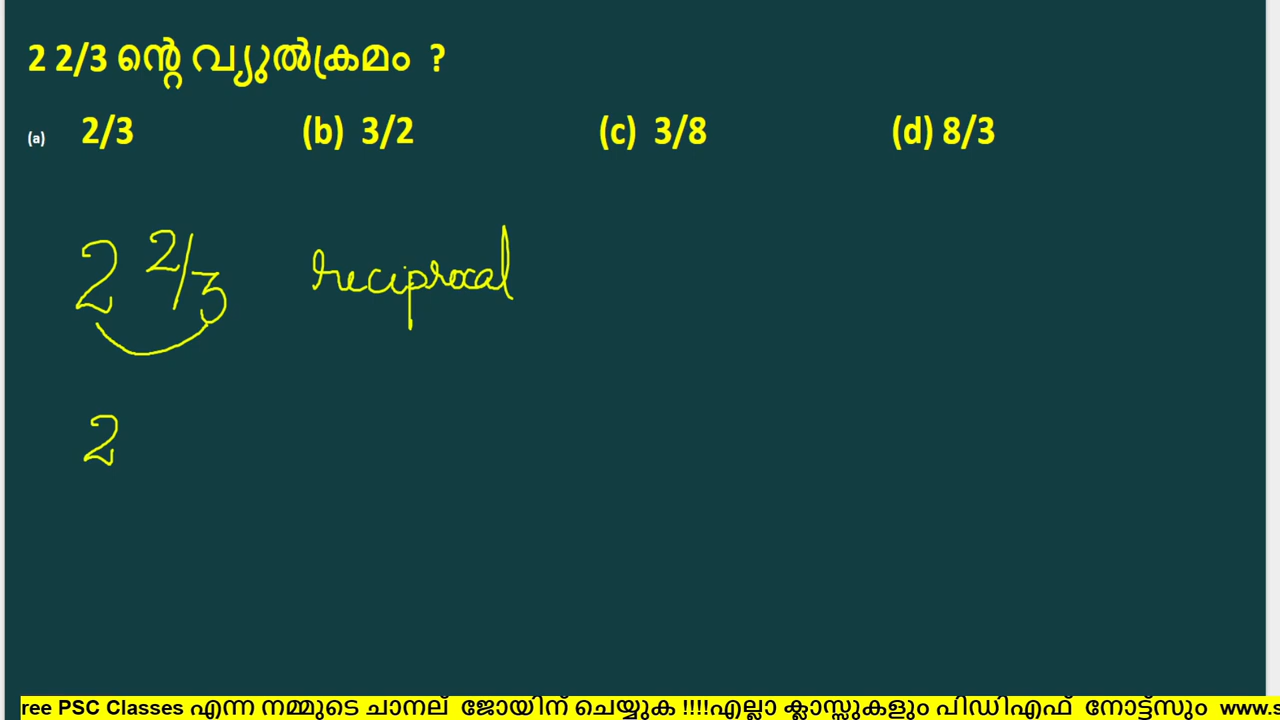 2 2/3 ന്റെ വ്യുൽക്രമം ?
(a) 2/3 (b) 3/2 (c) 3/8 (d) 8/3
2 2/3 reciprocal
2
ree PSC Classes എന്ന നമ്മുടെ ചാനല് ജോയിന് ചെയ്യുക !!!!എല്ലാ ക്ലാസ്സുകളും പിഡിഎഫ് നോട്ട്സും www.s